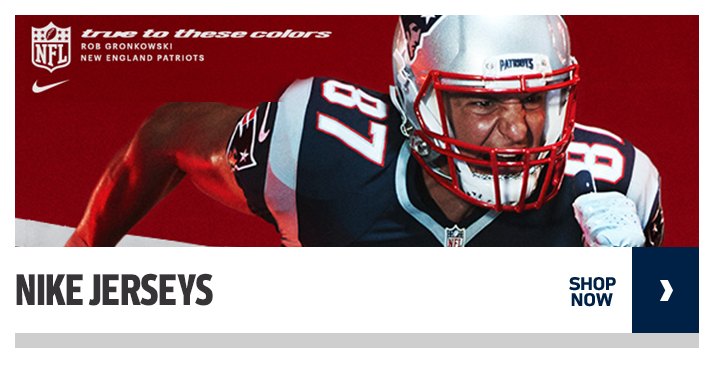 NFL
true to these colors
ROB GRONKOWSKI
NEW ENGLAND PATRIOTS
PATRIOTS
87
87
NFL
NIKE JERSEYS
SHOP
NOW